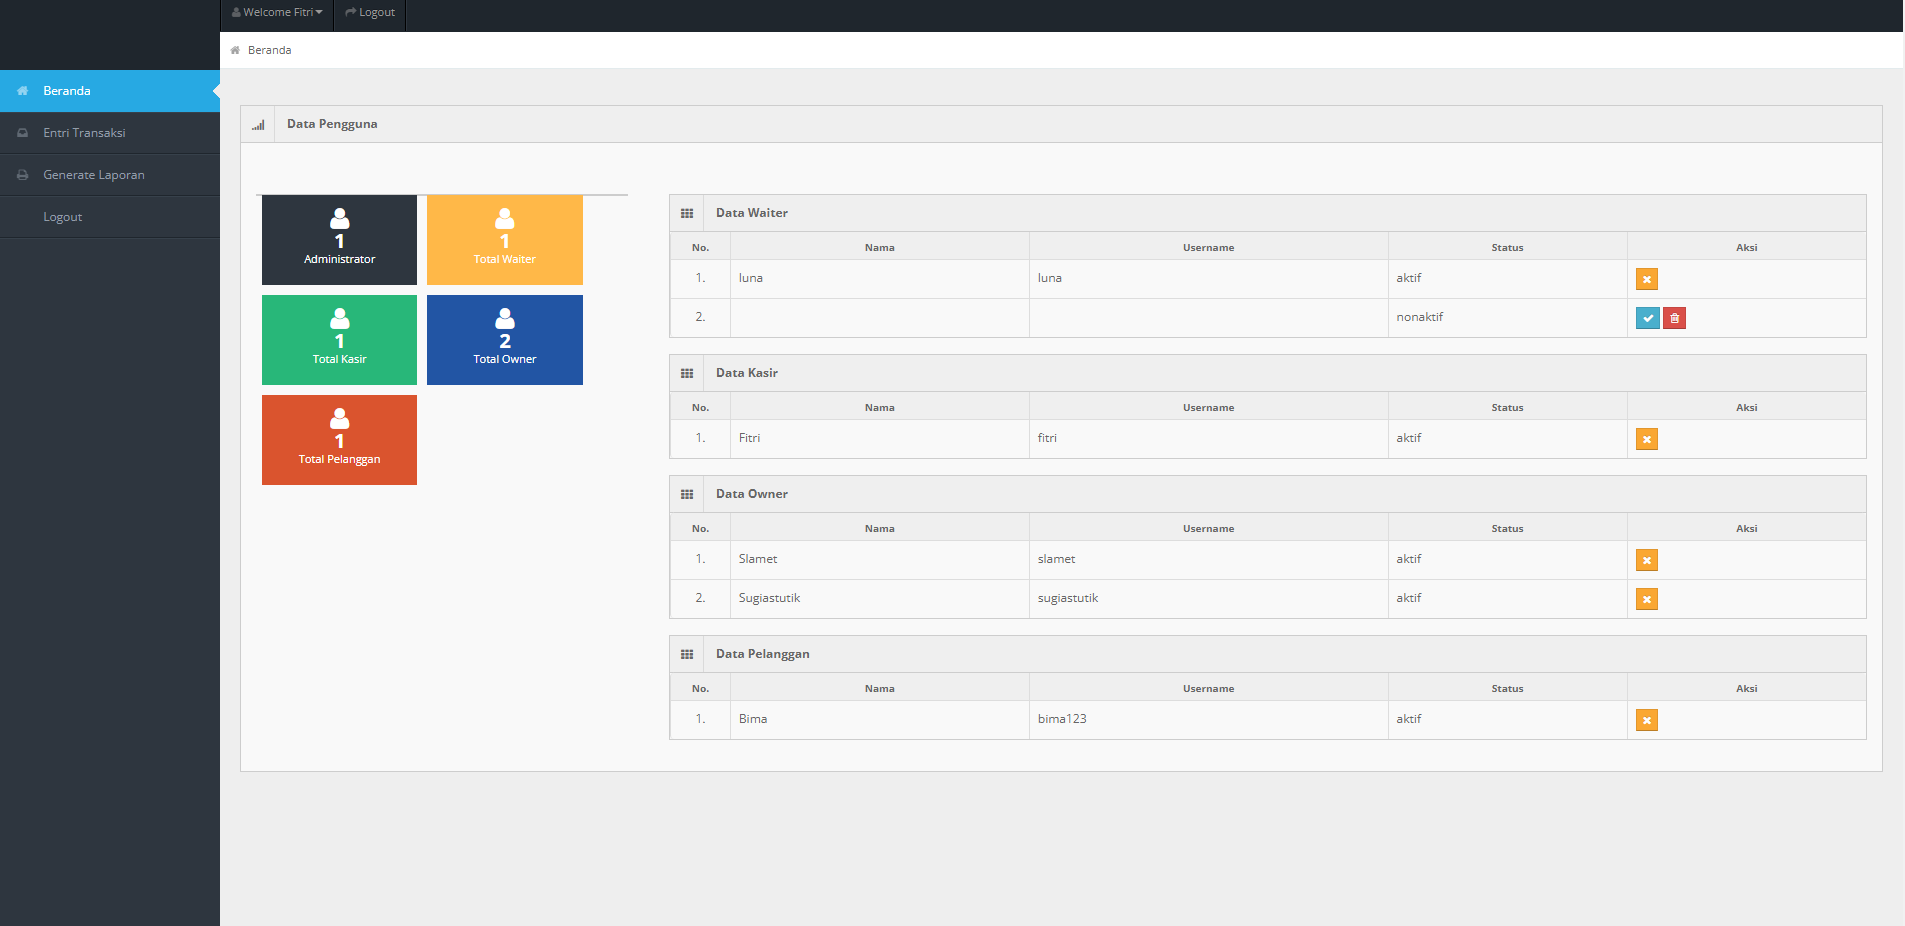 Welcome Fitri Logout
Beranda
Beranda
Entri Transaksi
Generate Laporan
Logout
Data Pengguna
1
Administrator
1
Total Waiter
1
Total Kasir
2
Total Owner
1
Total Pelanggan
Data Waiter
No. Nama Username Status Aksi
1. luna luna aktif
2. nonaktif
Data Kasir
No. Nama Username Status Aksi
1. Fitri fitri aktif
Data Owner
No. Nama Username Status Aksi
1. Slamet slamet aktif
2. Sugiastutik sugiastutik aktif
Data Pelanggan
No. Nama Username Status Aksi
1. Bima bima123 aktif